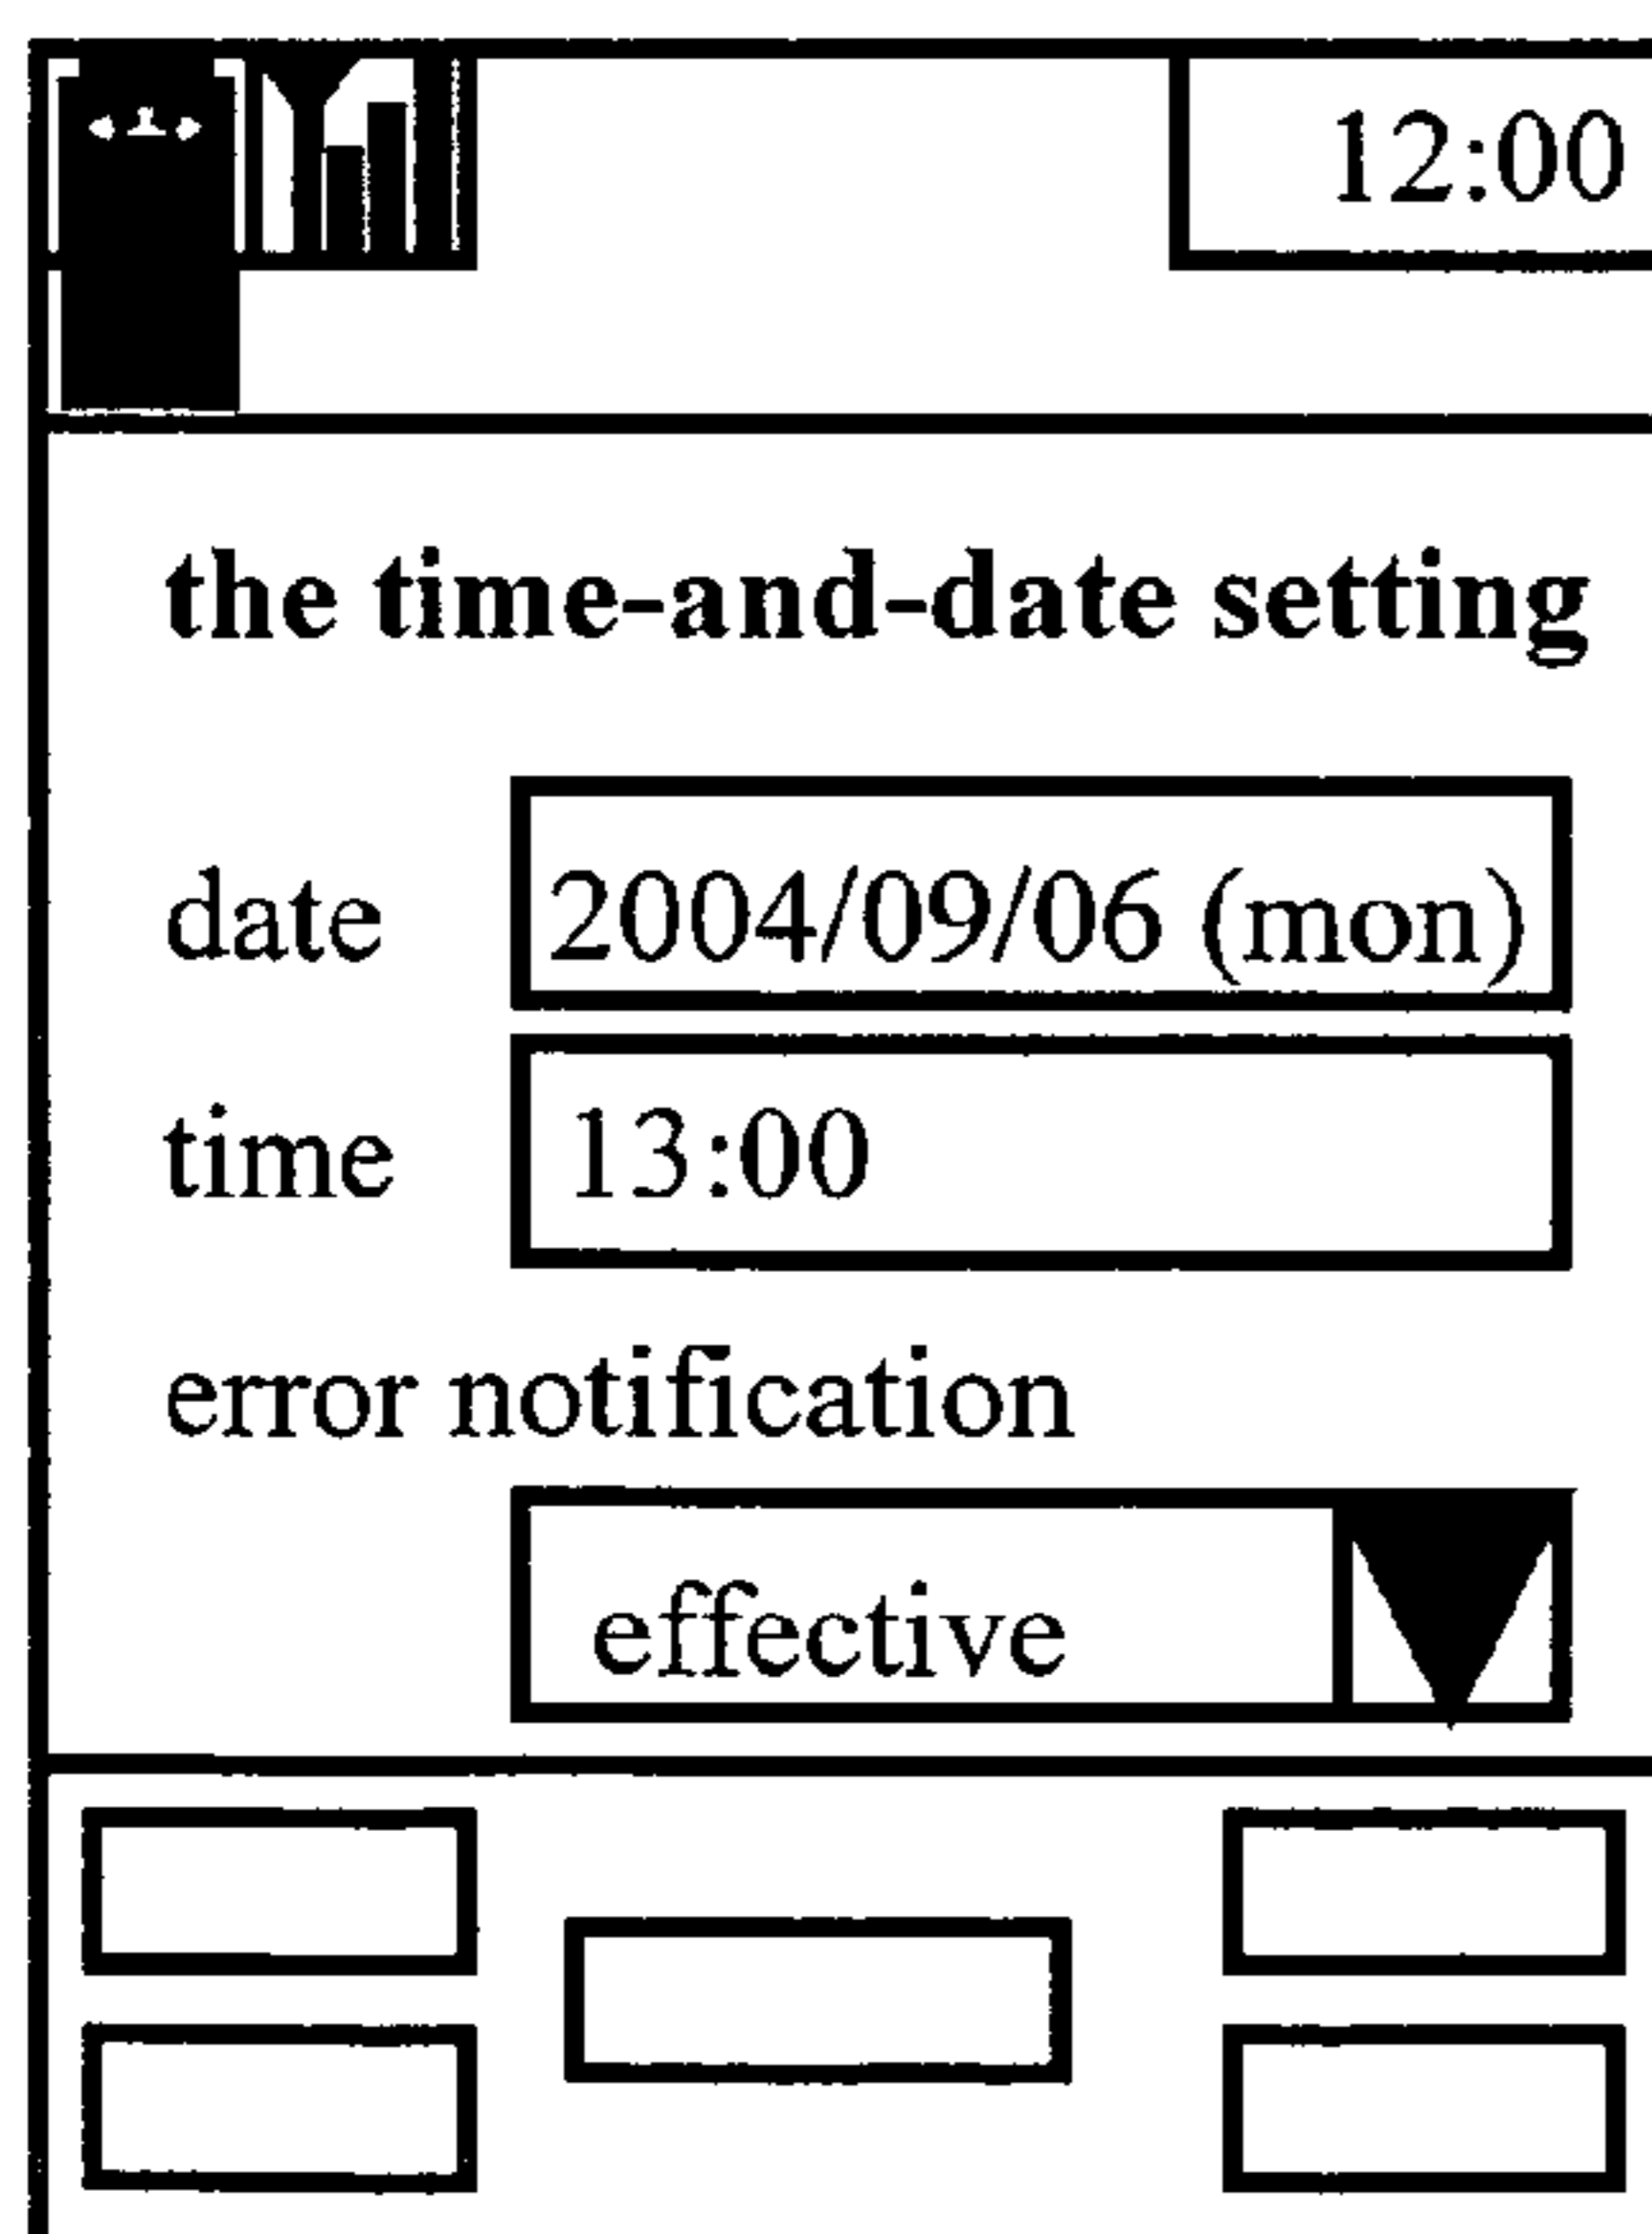 12:00
the time-and-date setting
date 2004/09/06 (mon)
time 13:00
error notification
effective